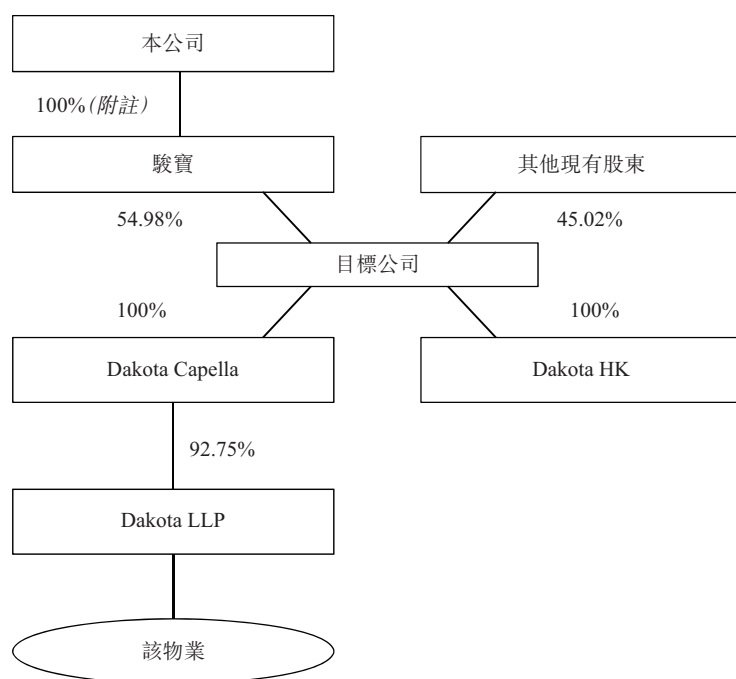 本公司
100%(附註)
駿寶
其他現有股東
54.98%
45.02%
目標公司
100%
100%
Dakota Capella
Dakota HK
92.75%
Dakota LLP
該物業